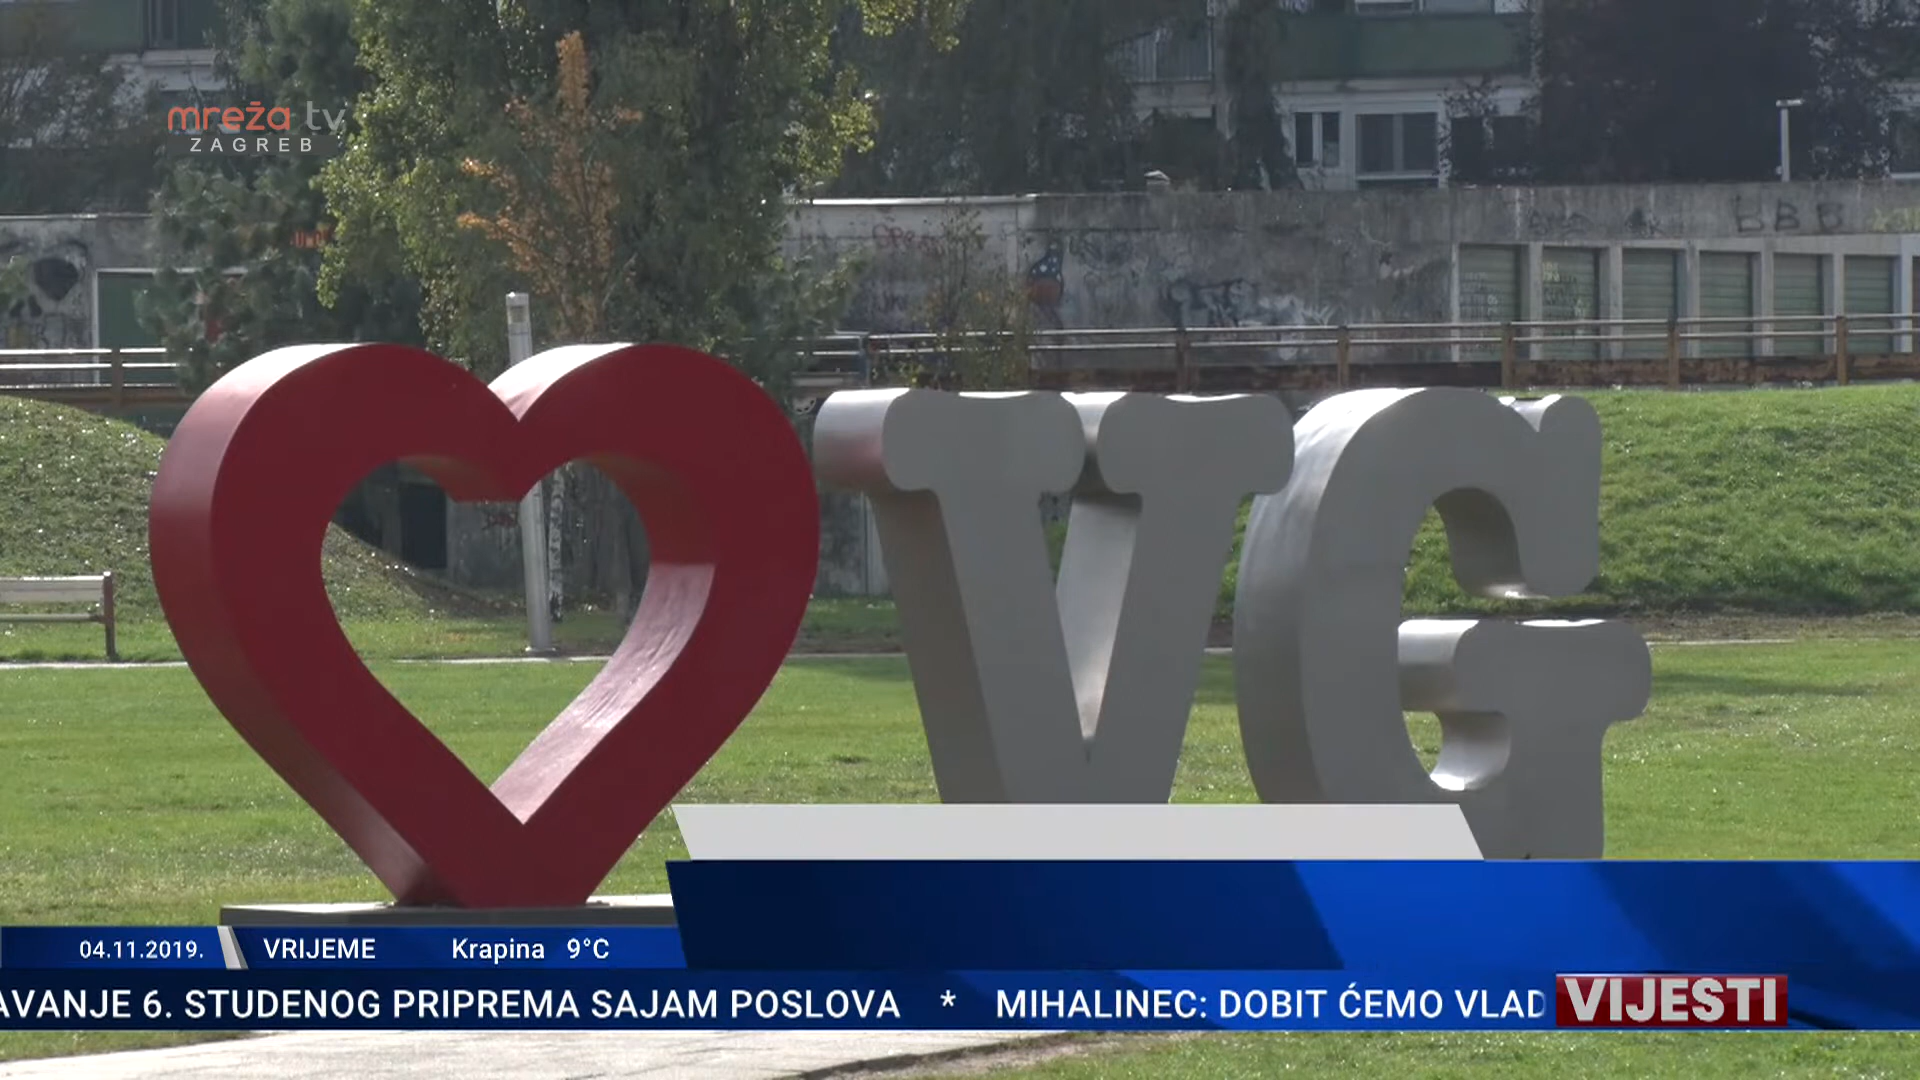 mreža tv
ZAGREB
BBB
VG
04.11.2019.
VRIJEME
Krapina 9°C
AVANJE 6. STUDENOG PRIPREMA SAJAM POSLOVA * MIHALINEC: DOBIT ĆEMO VLAD
VIJESTI